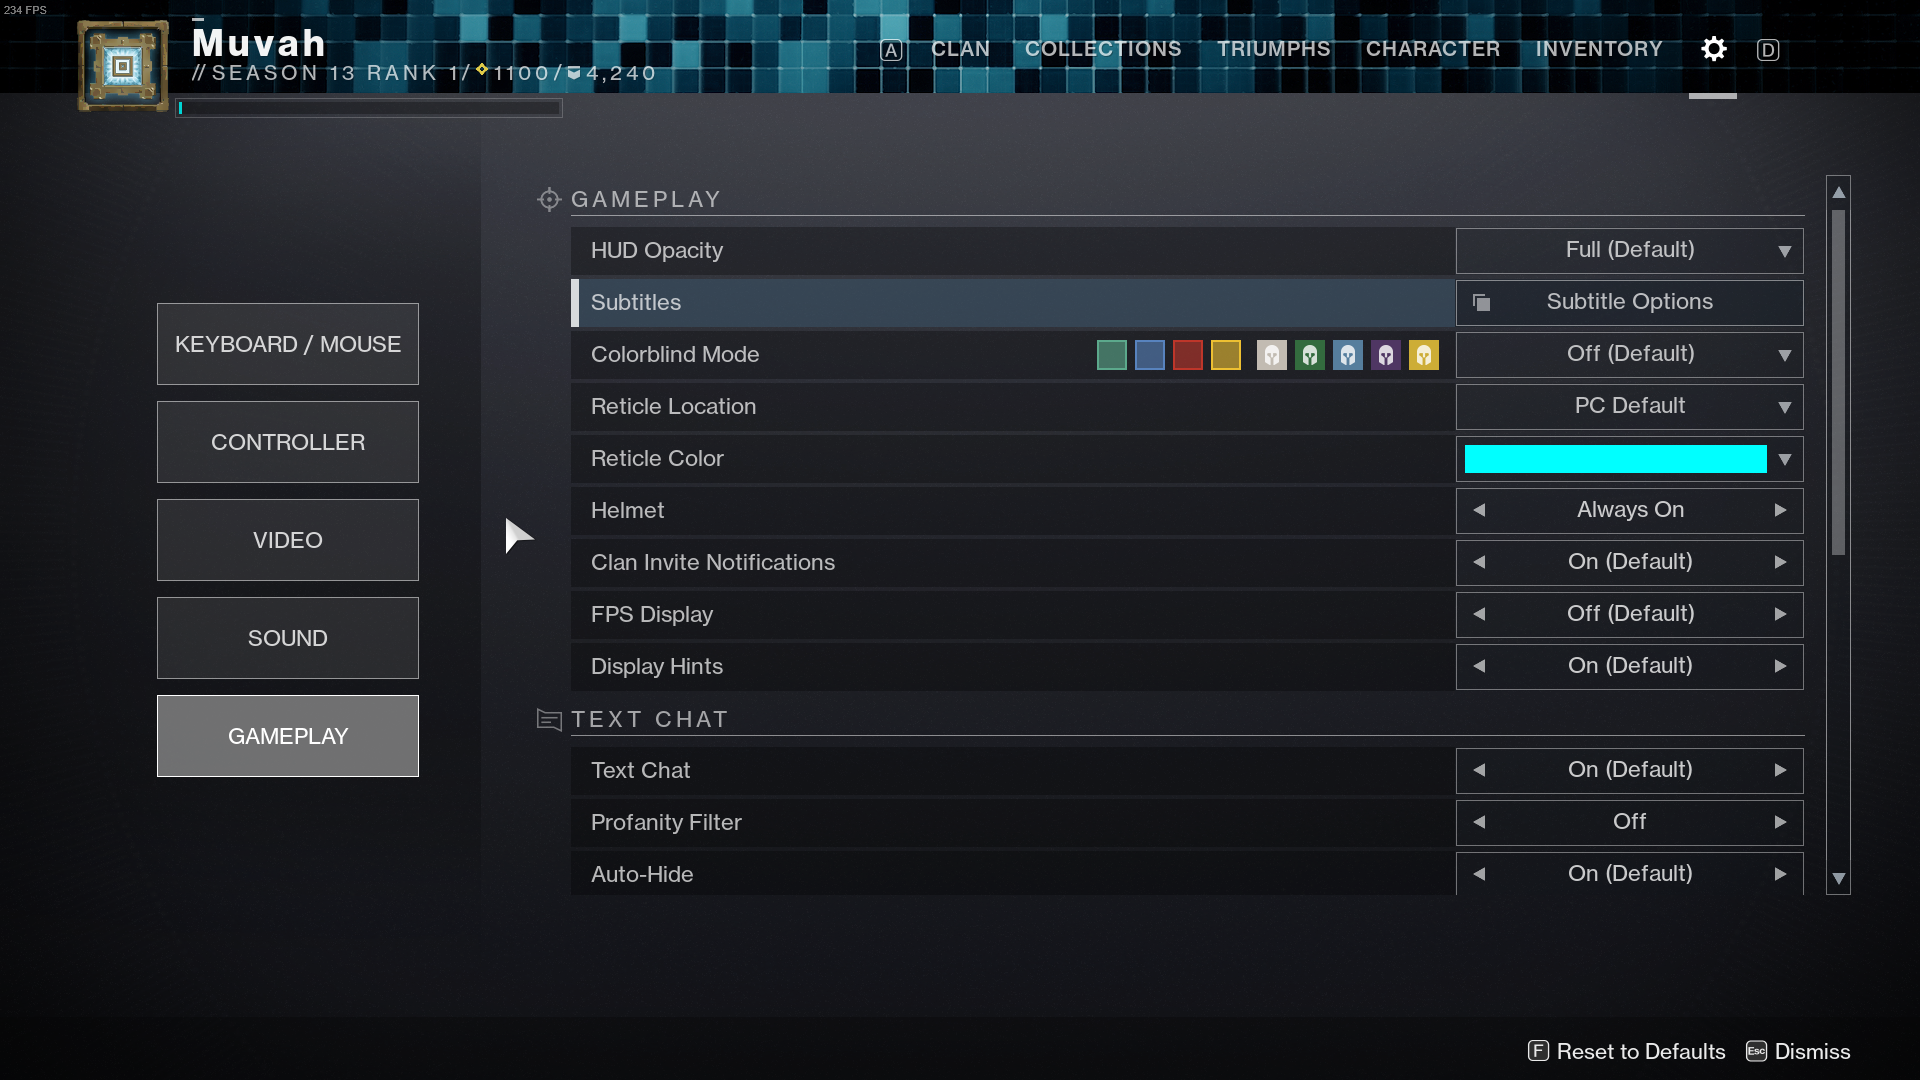 234 FPS
Muvah
// SEASON 13 RANK 1/ 1100/ 4,240
A CLAN COLLECTIONS TRIUMPHS CHARACTER INVENTORY D
GAMEPLAY
HUD Opacity Full (Default)
Subtitles Subtitle Options
Colorblind Mode Off (Default)
Reticle Location PC Default
Reticle Color
Helmet Always On
Clan Invite Notifications On (Default)
FPS Display Off (Default)
Display Hints On (Default)
TEXT CHAT
Text Chat On (Default)
Profanity Filter Off
Auto-Hide On (Default)
KEYBOARD / MOUSE
CONTROLLER
VIDEO
SOUND
GAMEPLAY
F Reset to Defaults Esc Dismiss